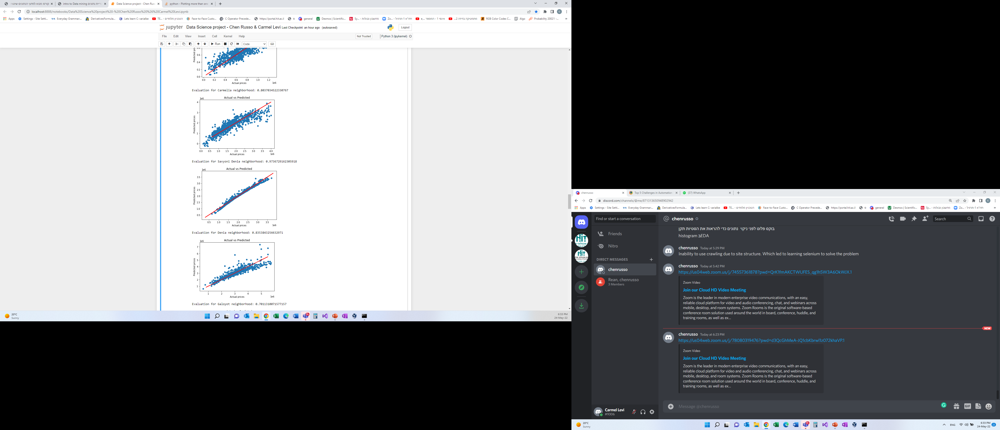 קורס: מבוא למדעי הנתונים-שיטו
intro to Data mining כריית נתונים
Data Science project - Chen Russ
python - Plotting more than one
localhost:8888/notebooks/Data%20Science%20project%20-%20Chen%20Russo%20%26%20Carmel%20Levi.ipynb
Apps
Settings - Site Setti...
Everyday Grammar:...
DerivativesFormula...
Lets learn C: varialbe
הטכניון מלמדים - TE...
Face-to-Face Custo...
C Operator Precede...
https://portal.hit.ac.il
פ
general
Desmos | Scientific...
מחשבון גבולות - Sy...
חדו"א 1-תרגיל - Zo...
אינפי 1 - המספר e,...
מתמטיקה בדידה 2...
RGB Color Codes C...
Algo
Probability 20021 -...
»
jupyter
Data Science project - Chen Russo & Carmel Levi Last Checkpoint: an hour ago (autosaved)
Logout
File Edit View Insert Cell Kernel Help
Not Trusted
Python 3 (ipykernel)
Run
Code
Predicted pri
0.8
0.6
0.4
0.2
0.0
0.0 0.2 0.4 0.6 0.8 1.0 1.2
Actual prices
1e6
Evaluation for Carmelia neighborhood: 0.8037034522330767
Actual vs Predicted
1e6
4
3
2
1
0
Predicted prices
0.0 0.5 1.0 1.5 2.0 2.5 3.0 3.5 4.0
Actual prices
1e6
Evaluation for Savyoni Denia neighborhood: 0.9736729162305918
Actual vs Predicted
1e6
3.5
3.0
2.5
2.0
1.5
1.0
0.5
Predicted prices
0.5 1.0 1.5 2.0 2.5 3.0 3.5
Actual prices
1e6
Evaluation for Denia neighborhood: 0.8353843256632971
Actual vs Predicted
1e6
7
6
5
4
3
2
1
Predicted prices
1 2 3 4 5
Actual prices
1e6
Evaluation for Galoyot neighborhood: 0.7011310071577157
20°C
Sunny
9+
6:33 PM
24-May-22
chenrusso
Top 5 Challenges in Automation
(37) WhatsApp
discord.com/channels/@me/871313650948902942
Apps
Settings - Site Setti...
Everyday Grammar:...
DerivativesFormula...
Lets learn C: varialbe
הטכניון מלמדים - TE...
Face-to-Face Custo...
C Operator Precede...
https://portal.hit.ac.il
פ
general
Desmos | Scientific...
מחשבון גבולות - Sy...
חדו"א 1-תרגיל - Zo...
»
Find or start a conversation
Friends
Nitro
DIRECT MESSAGES
chenrusso
Rean, chenrusso
3 Members
Carmel Levi
#9306
chenrusso
Search
בוקס פלוט לפני ניקוי נתונים כדי להראות את הסטיות תקן
histogram בEDA
chenrusso Today at 5:29 PM
Inability to use crawling due to site structure. Which led to learning selenium to solve the problem
chenrusso Today at 5:42 PM
https://us04web.zoom.us/j/74557361878?pwd=QrK1fmAKCTWUFES_qg1h5W3A6OkWJX.1
Zoom Video
Join our Cloud HD Video Meeting
Zoom is the leader in modern enterprise video communications, with an easy,
reliable cloud platform for video and audio conferencing, chat, and webinars across
mobile, desktop, and room systems. Zoom Rooms is the original software-based
conference room solution used around the world in board, conference, huddle, and
training rooms, as well as ex...
NEW
chenrusso Today at 6:23 PM
https://us04web.zoom.us/j/78080319476?pwd=d3QcGhMeA-JQ1cbKbrwl1z072khaVP.1
Zoom Video
Join our Cloud HD Video Meeting
Zoom is the leader in modern enterprise video communications, with an easy,
reliable cloud platform for video and audio conferencing, chat, and webinars across
mobile, desktop, and room systems. Zoom Rooms is the original software-based
conference room solution used around the world in board, conference, huddle, and
training rooms, as well as ex...
Message @chenrusso
GIF
20°C
Sunny
9+
ENG
6:33 PM
24-May-22
22